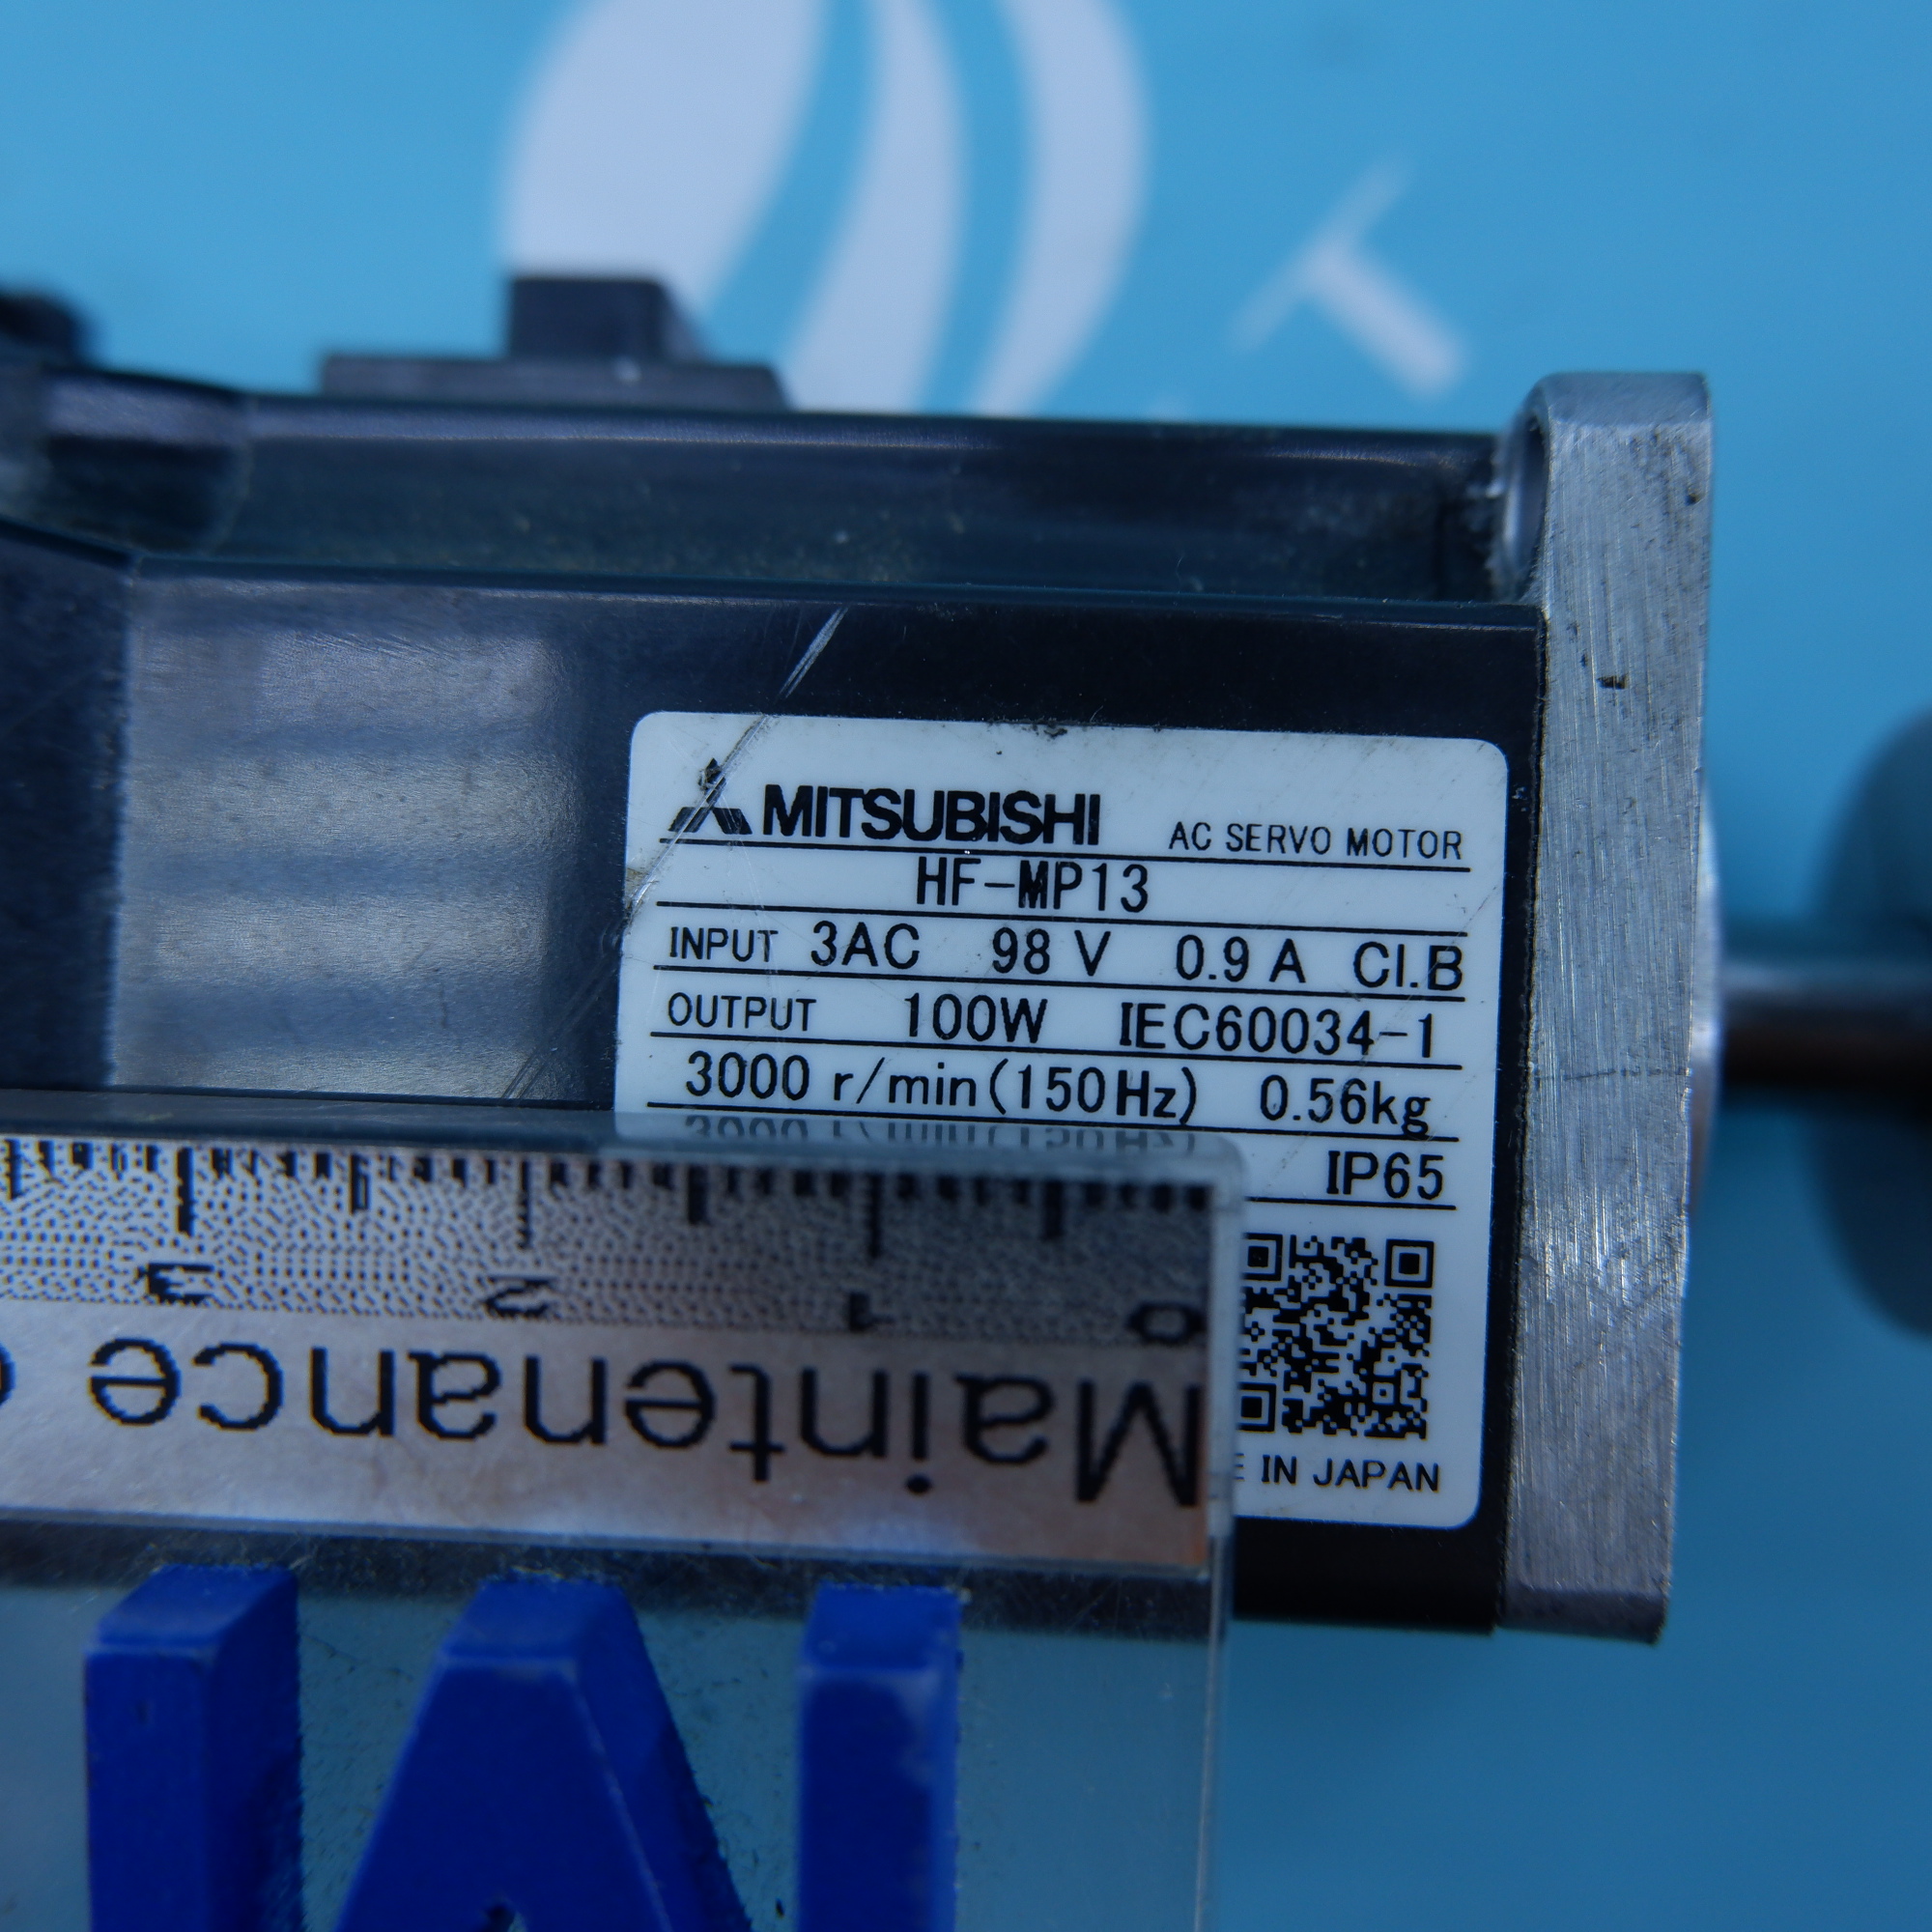 MITSUBISHI AC SERVO MOTOR
HF-MP13
INPUT 3AC 98 V 0.9 A Cl.B
OUTPUT 100W IEC60034-1
3000 r/min(150Hz) 0.56kg
IP65
IN JAPAN
0 1 2 3
Maintenance
T